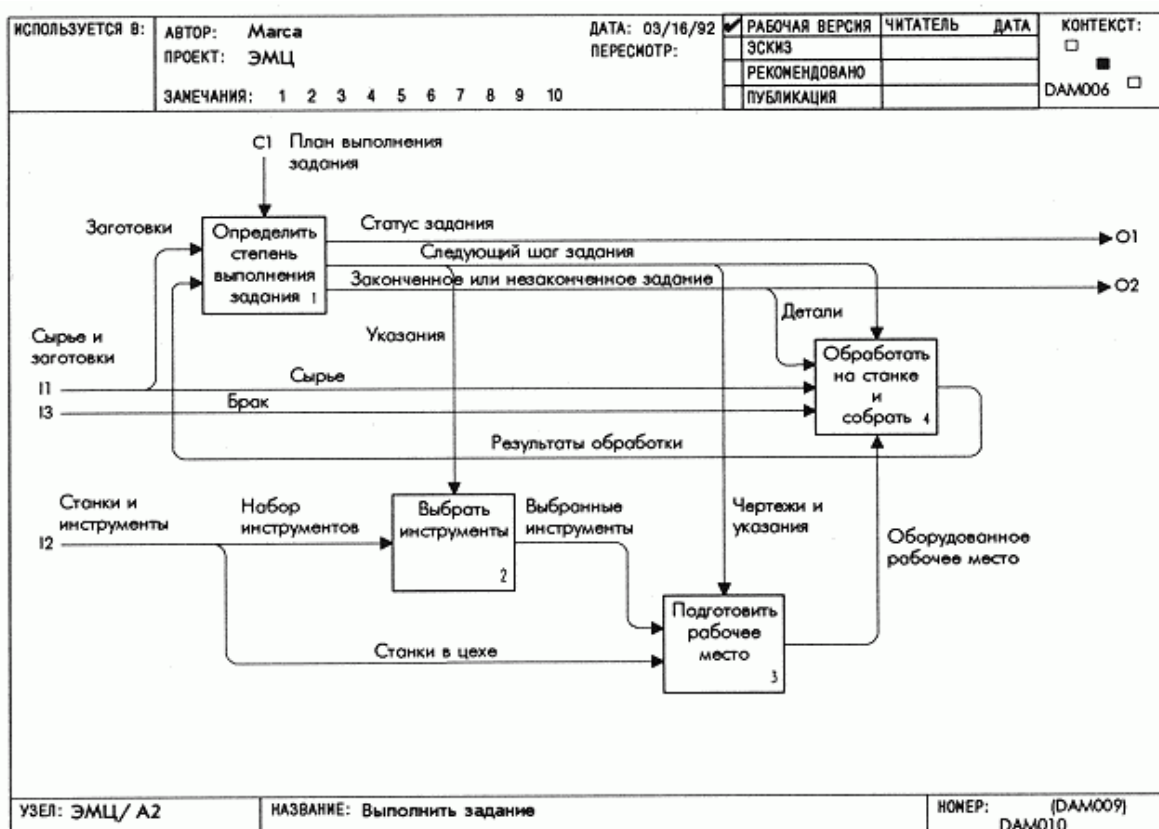 ИСПОЛЬЗУЕТСЯ В:
АВТОР: Marca
ДАТА: 03/16/92
ПРОЕКТ: ЭМЦ
ПЕРЕСМОТР:
ЗАМЕЧАНИЯ: 1 2 3 4 5 6 7 8 9 10
РАБОЧАЯ ВЕРСИЯ
ЭСКИЗ
РЕКОМЕНДОВАНО
ПУБЛИКАЦИЯ
ЧИТАТЕЛЬ ДАТА
КОНТЕКСТ:
DAM006
C1 План выполнения
задания
Заготовки
Определить
степень
выполнения
задания 1
Статус задания
O1
Следующий шаг задания
Законченное или незаконченное задание
O2
Детали
Указания
Сырье и
заготовки
I1
Сырье
I3
Брак
Обработать
на станке
и
собрать 4
Результаты обработки
Станки и
инструменты
I2
Набор
инструментов
Выбрать
инструменты
2
Выбранные
инструменты
Чертежи и
указания
Оборудованное
рабочее место
Станки в цехе
Подготовить
рабочее
место
3
УЗЕЛ: ЭМЦ/ А2
НАЗВАНИЕ: Выполнить задание
НОМЕР: (DAM009)
DAM010